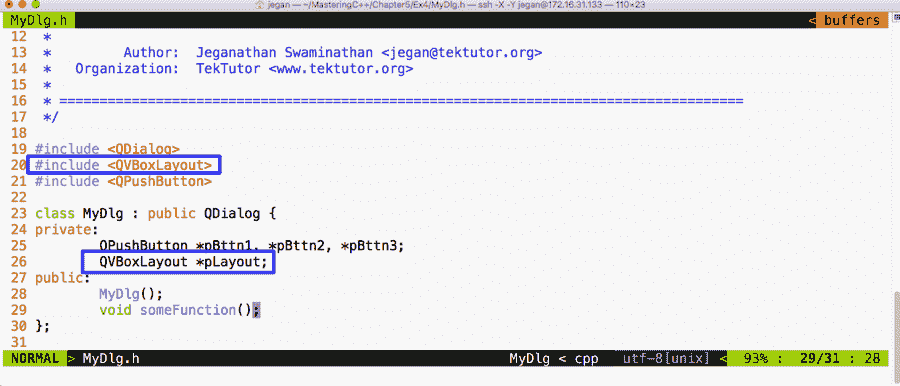 jegan — ~/MasteringC++/Chapter5/Ex4/MyDlg.h — ssh -X -Y jegan@172.16.31.133 — 110×23
MyDlg.h < buffers
12 *
13 * Author: Jeganathan Swaminathan <jegan@tektutor.org>
14 * Organization: TekTutor <www.tektutor.org>
15 *
16 * =====================================================================================
17 */
18
19 #include <QDialog>
20 #include <QVBoxLayout>
21 #include <QPushButton>
22
23 class MyDlg : public QDialog {
24 private:
25 QPushButton *pBttn1, *pBttn2, *pBttn3;
26 QVBoxLayout *pLayout;
27 public:
28 MyDlg();
29 void someFunction();
30 };
31
NORMAL > MyDlg.h MyDlg < cpp utf-8[unix] < 93% : 29/31 : 28